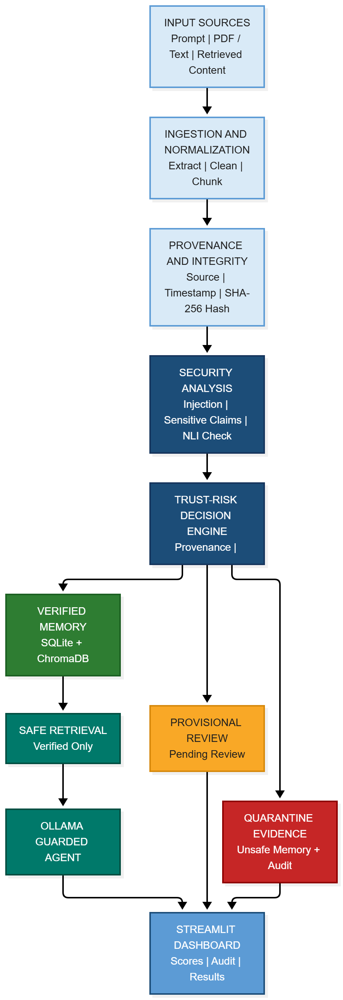 INPUT SOURCES
Prompt | PDF /
Text | Retrieved
Content
INGESTION AND
NORMALIZATION
Extract | Clean |
Chunk
PROVENANCE
AND INTEGRITY
Source |
Timestamp | SHA-
256 Hash
SECURITY
ANALYSIS
Injection |
Sensitive Claims |
NLI Check
TRUST-RISK
DECISION
ENGINE
Provenance |
VERIFIED
MEMORY
SQLite +
ChromaDB
SAFE RETRIEVAL
Verified Only
PROVISIONAL
REVIEW
Pending Review
OLLAMA
GUARDED
AGENT
QUARANTINE
EVIDENCE
Unsafe Memory +
Audit
STREAMLIT
DASHBOARD
Scores | Audit |
Results